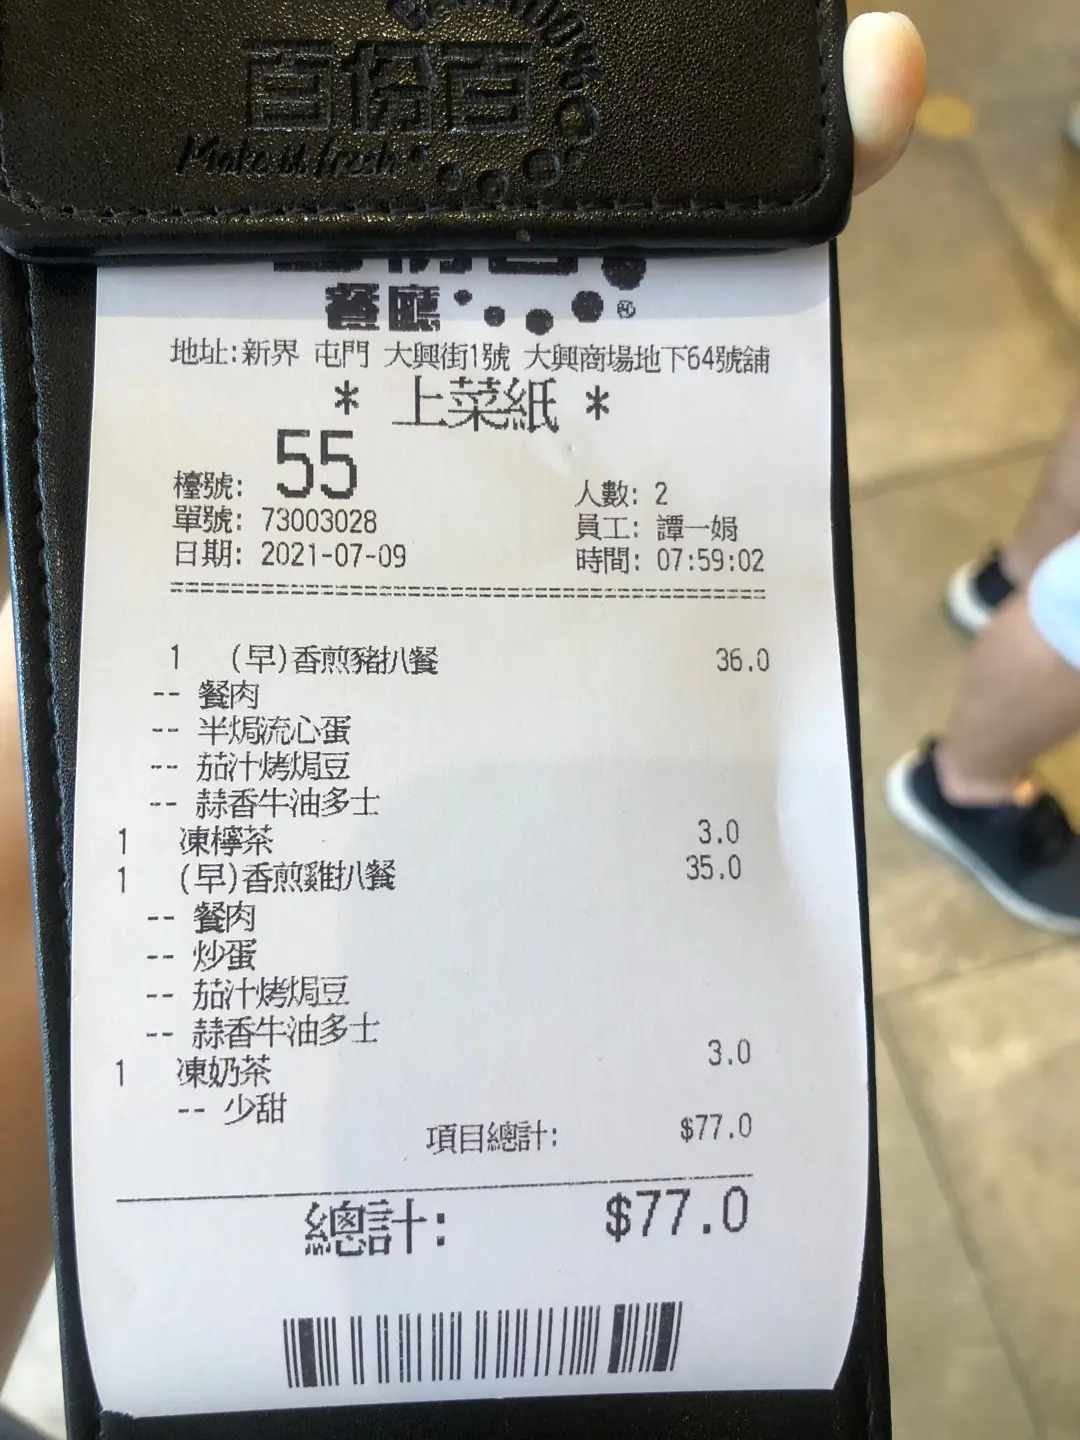 百份百
Make it fresh
餐廳
地址:新界 屯門 大興街1號 大興商場地下64號舖
* 上菜紙 *
檯號: 55 人數: 2
單號: 73003028 員工: 譚一娟
日期: 2021-07-09 時間: 07:59:02
1 (早)香煎豬扒餐 36.0
-- 餐肉
-- 半焗流心蛋
-- 茄汁烤焗豆
-- 蒜香牛油多士
1 凍檸茶 3.0
1 (早)香煎雞扒餐 35.0
-- 餐肉
-- 炒蛋
-- 茄汁烤焗豆
-- 蒜香牛油多士
1 凍奶茶 3.0
-- 少甜
項目總計: $77.0
總計: $77.0